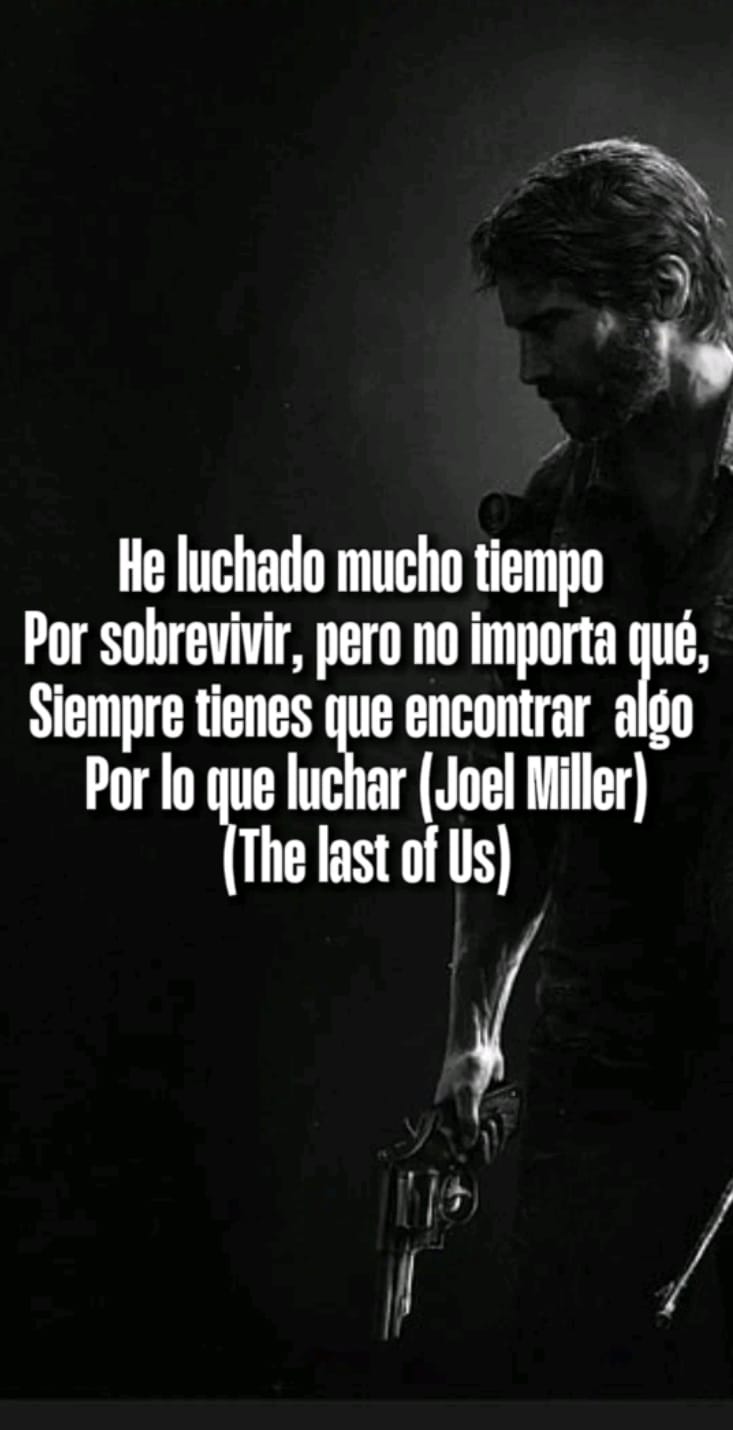 He luchado mucho tiempo
Por sobrevivir, pero no importa qué,
Siempre tienes que encontrar algo
Por lo que luchar (Joel Miller)
(The last of Us)